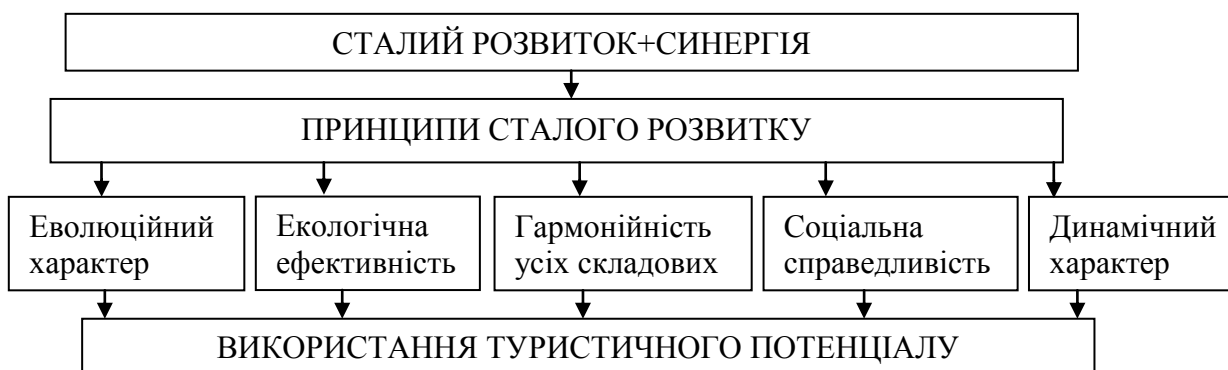 СТАЛИЙ РОЗВИТОК+СИНЕРГІЯ
ПРИНЦИПИ СТАЛОГО РОЗВИТКУ
Еволюційний
характер
Екологічна
ефективність
Гармонійність
усіх складових
Соціальна
справедливість
Динамічний
характер
ВИКОРИСТАННЯ ТУРИСТИЧНОГО ПОТЕНЦІАЛУ